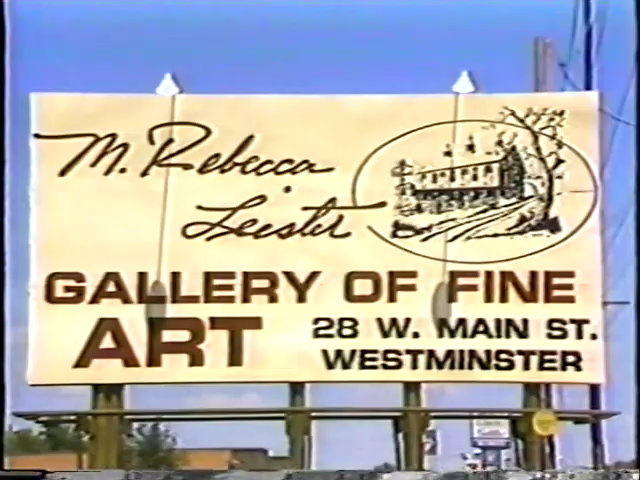 M. Rebecca
Leister
GALLERY OF FINE
ART
28 W. MAIN ST.
WESTMINSTER